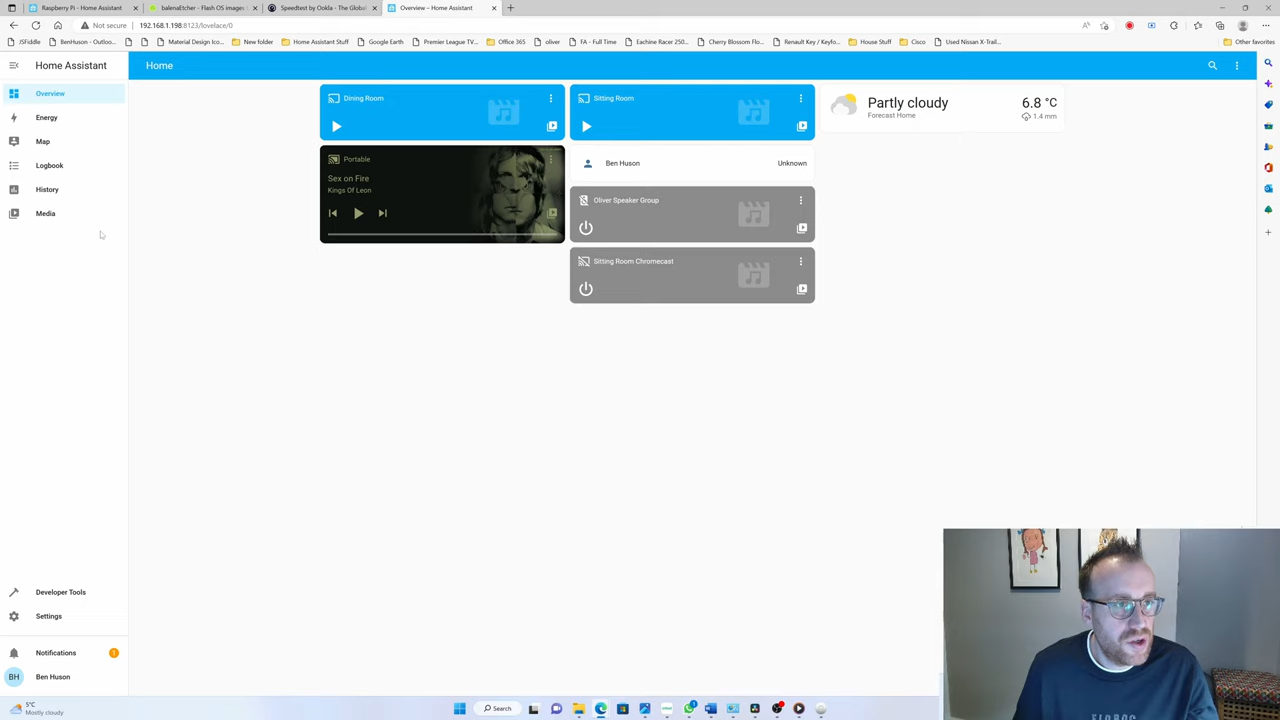 Raspberry Pi - Home Assistant
balenaEtcher - Flash OS images
Speedtest by Ookla - The Global
Overview – Home Assistant
Not secure
192.168.1.198:8123/lovelace/0
JSFiddle
BenHuson - Outloo...
Material Design Ico...
New folder
Home Assistant Stuff
Google Earth
Premier League TV...
Office 365
oliver
FA - Full Time
Eachine Racer 250...
Cherry Blossom Flo...
Renault Key / Keyfo...
House Stuff
Cisco
Used Nissan X-Trail...
Other favorites
Home Assistant
Home
Overview
Energy
Map
Logbook
History
Media
Dining Room
Sitting Room
Partly cloudy
Forecast Home
6.8 °C
1.4 mm
Portable
Sex on Fire
Kings Of Leon
Ben Huson
Unknown
Oliver Speaker Group
Sitting Room Chromecast
Developer Tools
Settings
Notifications
1
BH
Ben Huson
5°C
Mostly cloudy
Search